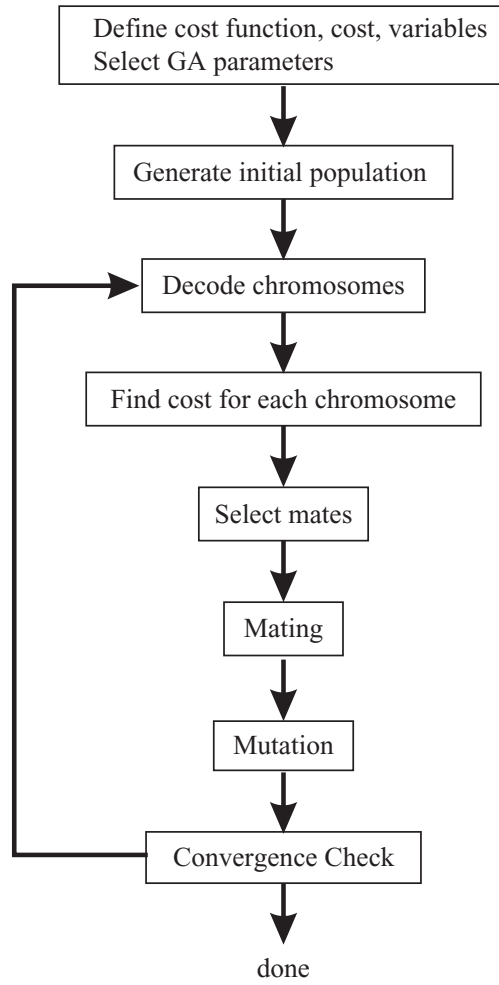 Define cost function, cost, variables
Select GA parameters
Generate initial population
Decode chromosomes
Find cost for each chromosome
Select mates
Mating
Mutation
Convergence Check
done